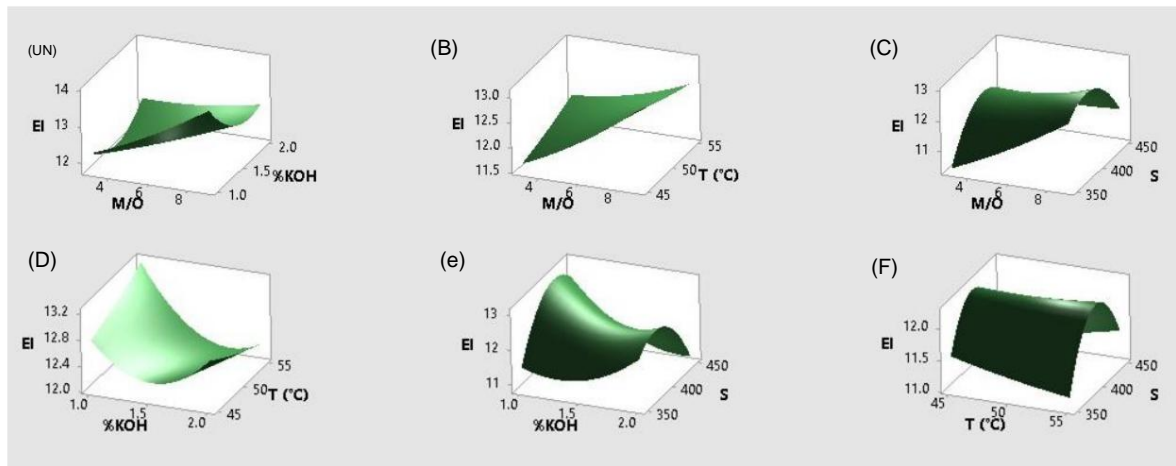 (UN)
14
13
12
EI
4
6
8
M/O
1.0
1.5
2.0
%KOH
(B)
13.0
12.5
12.0
11.5
EI
4
6
8
M/O
45
50
55
T (°C)
(C)
13
12
11
EI
4
6
8
M/O
350
400
450
S
(D)
13.2
12.8
12.4
12.0
EI
1.0
1.5
2.0
%KOH
45
50
55
T (°C)
(e)
13
12
11
EI
1.0
1.5
2.0
%KOH
350
400
450
S
(F)
12.0
11.5
11.0
EI
45
50
55
T (°C)
350
400
450
S